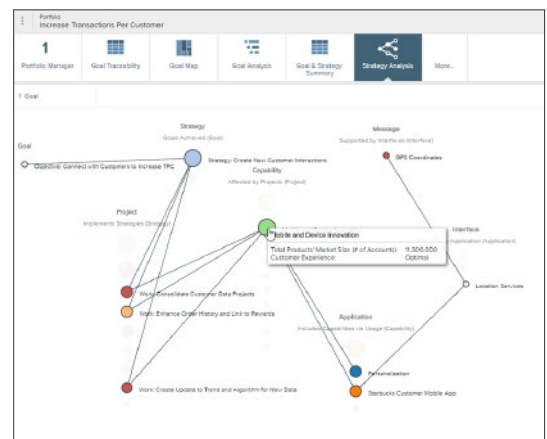 Portfolio
Increase Transactions Per Customer
1
Portfolio Manager
Goal Traceability
Goal Map
Goal Analysis
Goal & Strategy
Summary
Strategy Analysis
More...
1 Goal
Strategy
Goals Achieved (Goal)
Message
Supported by Interfaces (Interface)
Goal
Objective: Connect with Customers to Increase TPC
Strategy: Create New Customer Interactions
GPS Coordinates
Capability
Affected by Projects (Project)
Project
Implements Strategies (Strategy)
Mobile and Device Innovation
Total Products' Market Size (# of Accounts): 11,300,000
Customer Experience: Optimal
Interface
Application (Application)
Work: Consolidate Customer Data Projects
Location Services
Work: Enhance Order History and Link to Rewards
Application
Includes Capabilities via Usage (Capability)
Personalization
Work: Create Update to Trend and Algorithm for New Data
Starbucks Customer Mobile App